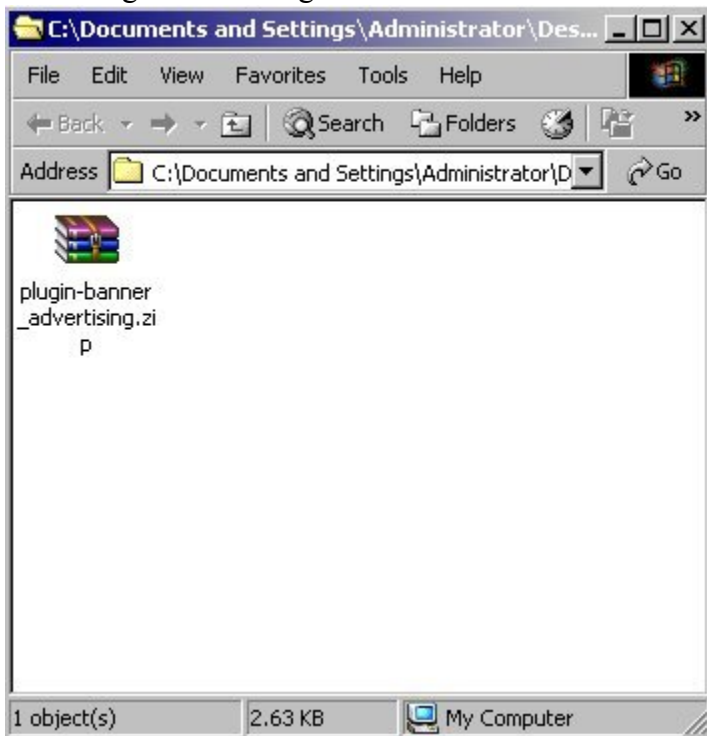 C:\Documents and Settings\Administrator\Des...
File Edit View Favorites Tools Help
Back Search Folders »
Address C:\Documents and Settings\Administrator\D Go
plugin-banner
_advertising.zi
p
1 object(s) 2.63 KB My Computer